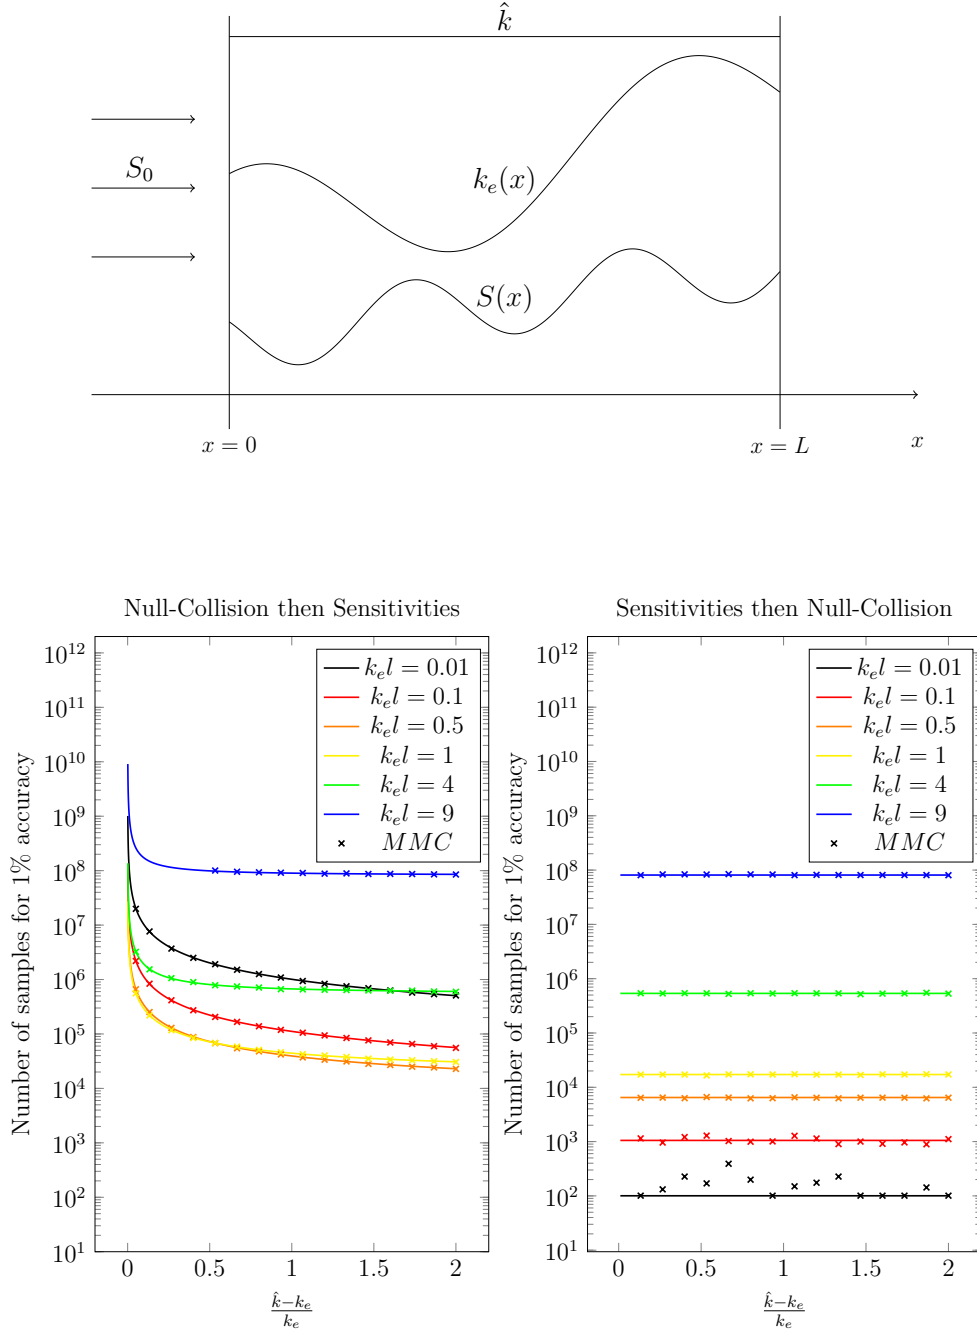 k̂
S₀
kₑ(x)
S(x)
x = 0
x = L
x
Null-Collision then Sensitivities
Number of samples for 1% accuracy
10¹²
10¹¹
10¹⁰
10⁹
10⁸
10⁷
10⁶
10⁵
10⁴
10³
10²
10¹
kₑl = 0.01
kₑl = 0.1
kₑl = 0.5
kₑl = 1
kₑl = 4
kₑl = 9
MMC
0 0.5 1 1.5 2
k̂−kₑ
kₑ
Sensitivities then Null-Collision
Number of samples for 1% accuracy
10¹²
10¹¹
10¹⁰
10⁹
10⁸
10⁷
10⁶
10⁵
10⁴
10³
10²
10¹
kₑl = 0.01
kₑl = 0.1
kₑl = 0.5
kₑl = 1
kₑl = 4
kₑl = 9
MMC
0 0.5 1 1.5 2
k̂−kₑ
kₑ